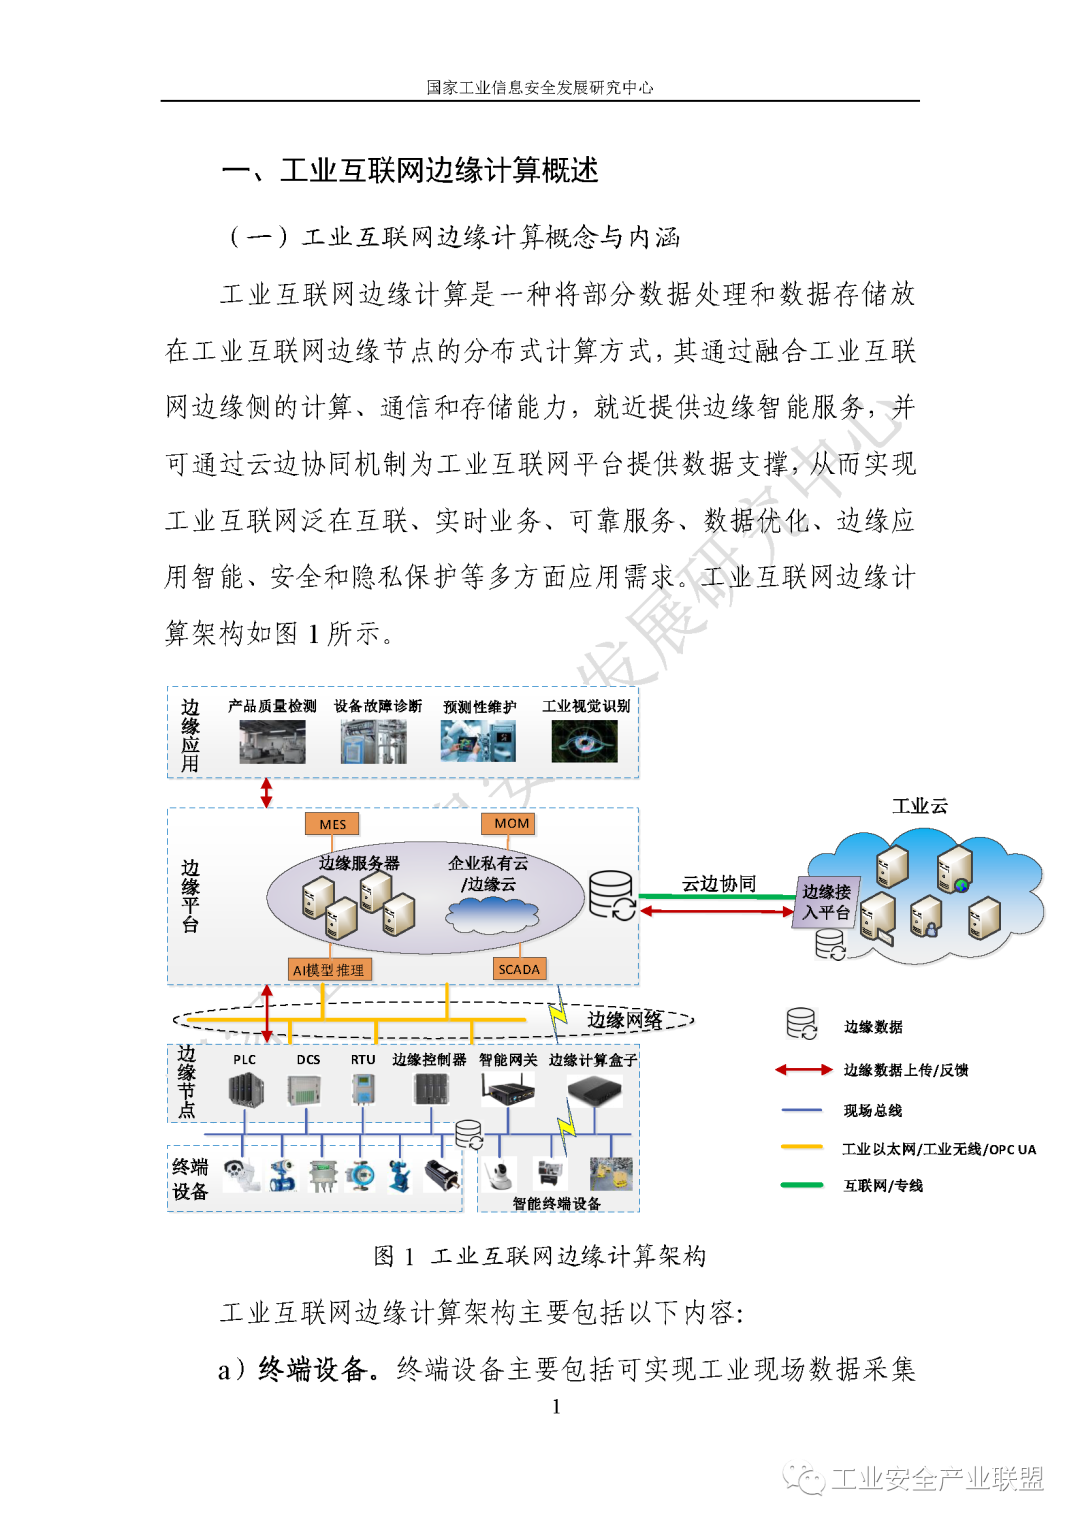 国家工业信息安全发展研究中心
一、工业互联网边缘计算概述
（一）工业互联网边缘计算概念与内涵
工业互联网边缘计算是一种将部分数据处理和数据存储放
在工业互联网边缘节点的分布式计算方式，其通过融合工业互联
网边缘侧的计算、通信和存储能力，就近提供边缘智能服务，并
可通过云边协同机制为工业互联网平台提供数据支撑，从而实现
工业互联网泛在互联、实时业务、可靠服务、数据优化、边缘应
用智能、安全和隐私保护等多方面应用需求。工业互联网边缘计
算架构如图 1 所示。
边缘应用
产品质量检测 设备故障诊断 预测性维护 工业视觉识别
边缘平台
MES
MOM
边缘服务器
企业私有云
/边缘云
AI模型推理
SCADA
云边协同
工业云
边缘接
入平台
边缘网络
边缘节点
PLC DCS RTU 边缘控制器 智能网关 边缘计算盒子
终端
设备
智能终端设备
边缘数据
边缘数据上传/反馈
现场总线
工业以太网/工业无线/OPC UA
互联网/专线
图 1 工业互联网边缘计算架构
工业互联网边缘计算架构主要包括以下内容：
a）终端设备。终端设备主要包括可实现工业现场数据采集
1
工业安全产业联盟